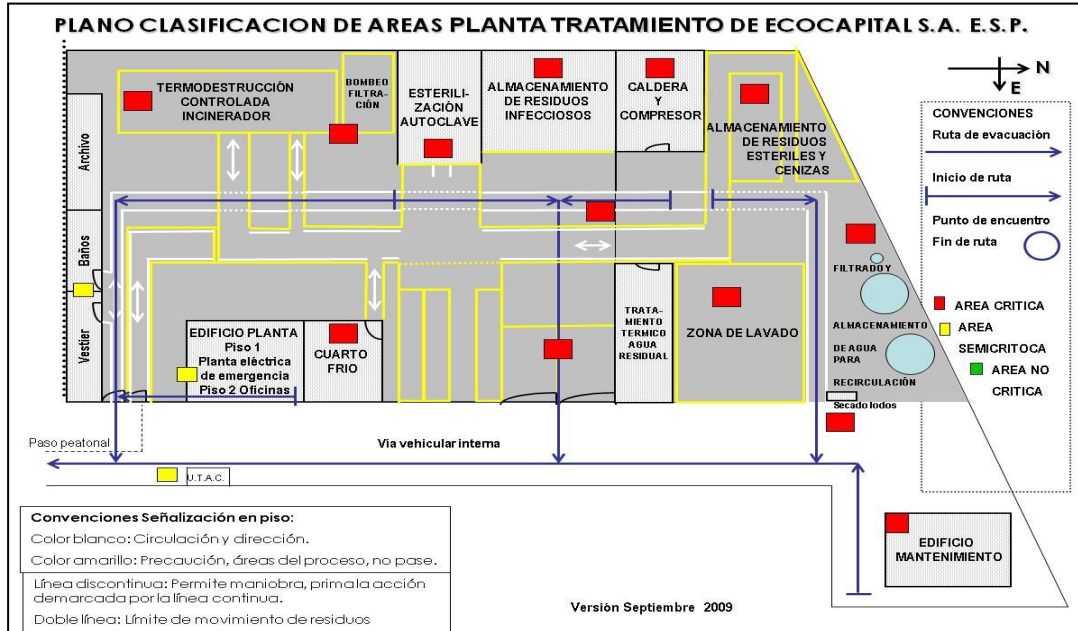 PLANO CLASIFICACION DE AREAS PLANTA TRATAMIENTO DE ECOCAPITAL S.A. E.S.P.
TERMODESTRUCCIÓN
CONTROLADA
INCINERADOR
BOMBEO
FILTRA-
CIÓN
ESTERILI-
ZACIÓN
AUTOCLAVE
ALMACENAMIENTO
DE RESIDUOS
INFECCIOSOS
CALDERA
Y
COMPRESOR
ALMACENAMIENTO
DE RESIDUOS
ESTERILES Y
CENIZAS
N
E
CONVENCIONES
Ruta de evacuación
Inicio de ruta
Punto de encuentro
Fin de ruta
AREA CRITICA
AREA
SEMICRITOCA
AREA NO
CRITICA
Archivo
Baños
Vestier
EDIFICIO PLANTA
Piso 1
Planta eléctrica
de emergencia
Piso 2 Oficinas
CUARTO
FRIO
TRATA-
MIENTO
TERMICO
AGUA
RESIDUAL
ZONA DE LAVADO
FILTRADO Y
ALMACENAMIENTO
DE AGUA PARA
RECIRCULACIÓN
Secado lodos
Paso peatonal
Via vehicular interna
U.T.A.C.
EDIFICIO
MANTENIMIENTO
Convenciones Señalización en piso:
Color blanco: Circulación y dirección.
Color amarillo: Precaución, áreas del proceso, no pase.
Línea discontinua: Permite maniobra, prima la acción
demarcada por la línea continua.
Doble línea: Límite de movimiento de residuos
Versión Septiembre 2009